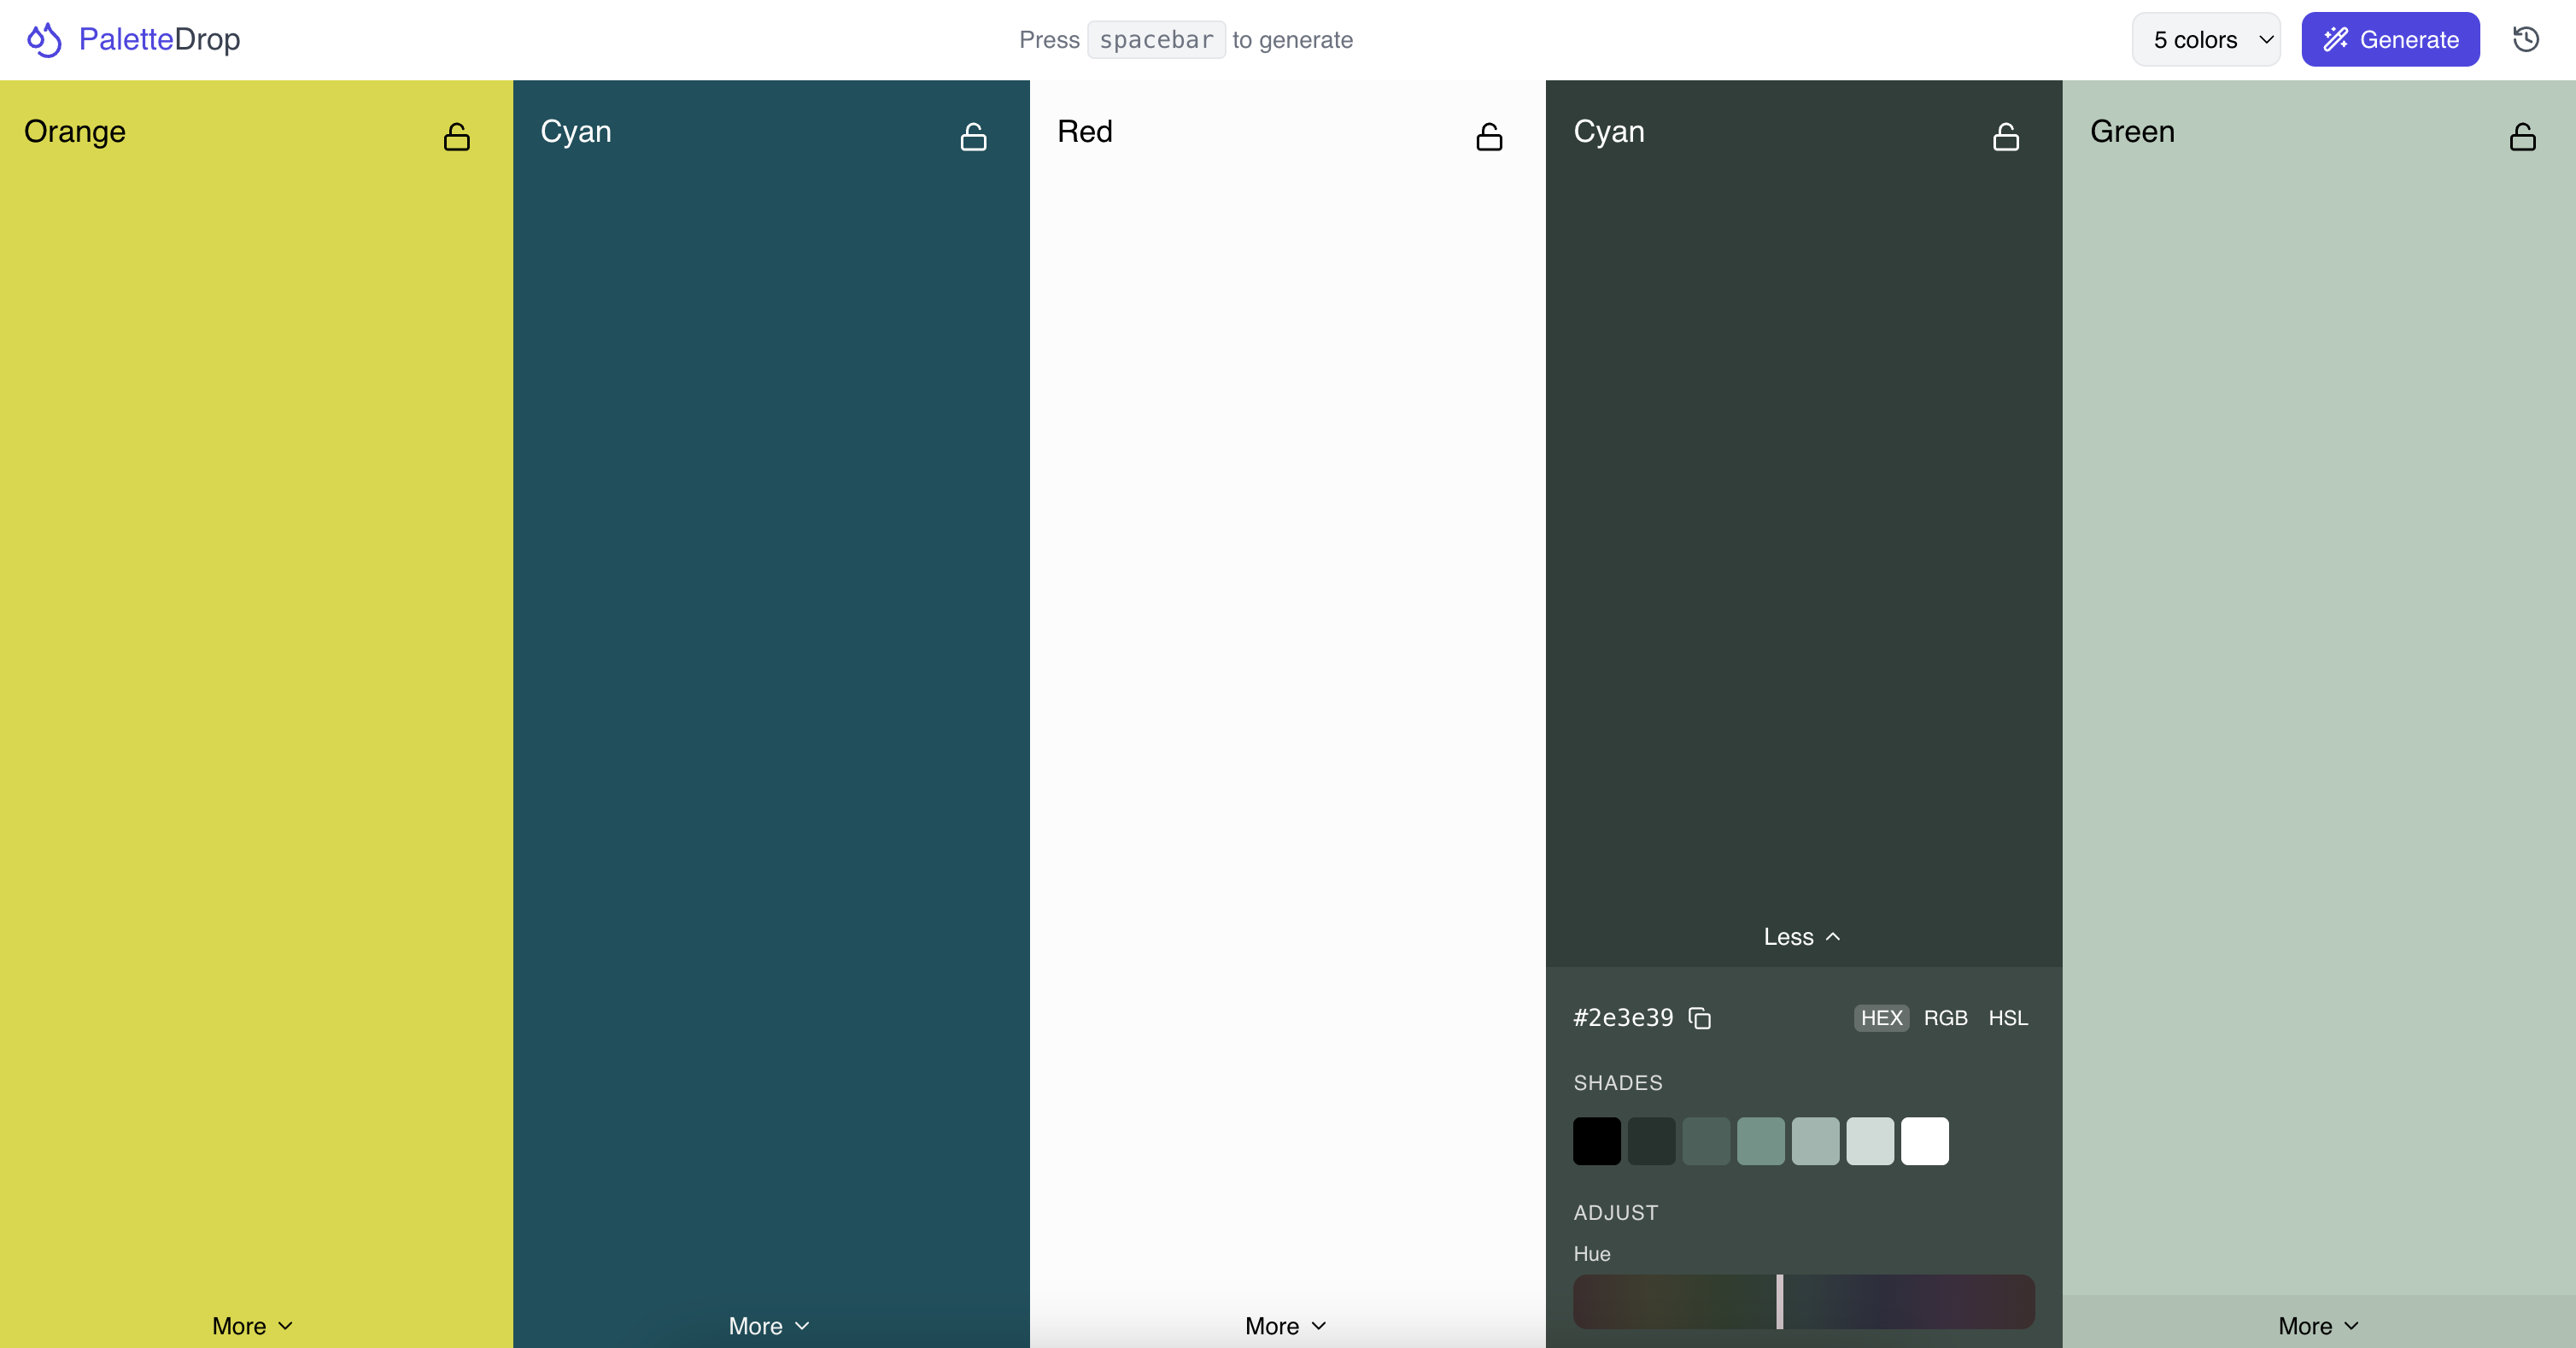 PaletteDrop
Press spacebar to generate
5 colors
Generate
Orange
Cyan
Red
Cyan
Green
Less
#2e3e39
HEX RGB HSL
SHADES
ADJUST
Hue
More
More
More
More